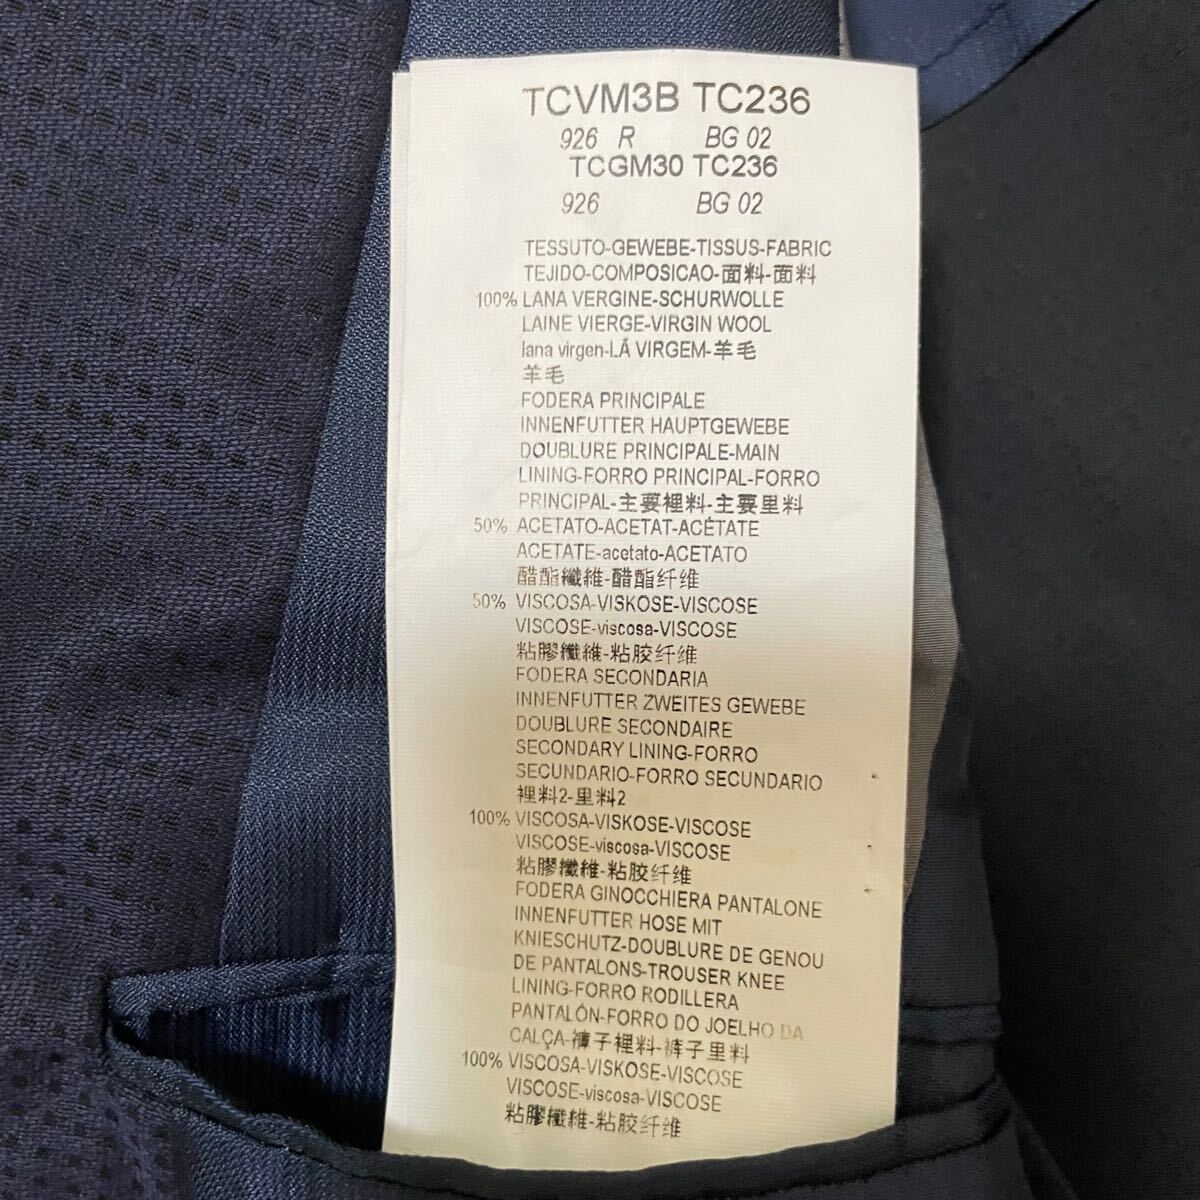 TCVM3B TC236
926 R BG 02
TCGM30 TC236
926 BG 02
TESSUTO-GEWEBE-TISSUS-FABRIC
TEJIDO-COMPOSICAO-面料-面料
100% LANA VERGINE-SCHURWOLLE
LAINE VIERGE-VIRGIN WOOL
lana virgen-LÃ VIRGEM-羊毛
羊毛
FODERA PRINCIPALE
INNENFUTTER HAUPTGEWEBE
DOUBLURE PRINCIPALE-MAIN
LINING-FORRO PRINCIPAL-FORRO
PRINCIPAL-主要裡料-主要里料
50% ACETATO-ACETAT-ACÉTATE
ACETATE-acetato-ACETATO
醋酯纖維-醋酯纤维
50% VISCOSA-VISKOSE-VISCOSE
VISCOSE-viscosa-VISCOSE
粘膠纖維-粘胶纤维
FODERA SECONDARIA
INNENFUTTER ZWEITES GEWEBE
DOUBLURE SECONDAIRE
SECONDARY LINING-FORRO
SECUNDARIO-FORRO SECUNDARIO
裡料2-里料2
100% VISCOSA-VISKOSE-VISCOSE
VISCOSE-viscosa-VISCOSE
粘膠纖維-粘胶纤维
FODERA GINOCCHIERA PANTALONE
INNENFUTTER HOSE MIT
KNIESCHUTZ-DOUBLURE DE GENOU
DE PANTALONS-TROUSER KNEE
LINING-FORRO RODILLERA
PANTALÓN-FORRO DO JOELHO DA
CALÇA-褲子裡料-裤子里料
100% VISCOSA-VISKOSE-VISCOSE
VISCOSE-viscosa-VISCOSE
粘膠纖維-粘胶纤维